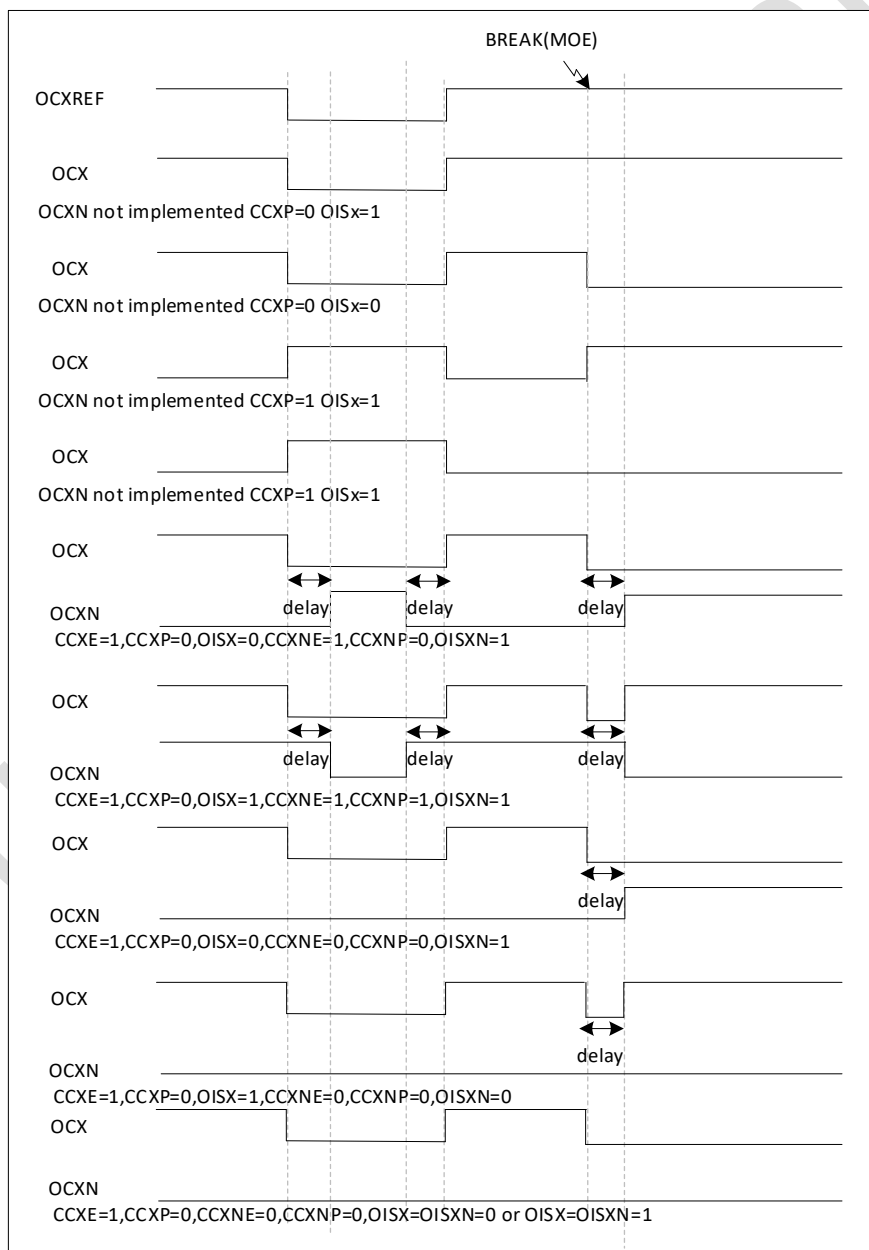 BREAK(MOE)
OCXREF
OCX
OCXN not implemented CCXP=0 OISx=1
OCX
OCXN not implemented CCXP=0 OISx=0
OCX
OCXN not implemented CCXP=1 OISx=1
OCX
OCXN not implemented CCXP=1 OISx=1
OCX
delay delay delay
OCXN
CCXE=1,CCXP=0,OISX=0,CCXNE=1,CCXNP=0,OISXN=1
OCX
delay delay delay
OCXN
CCXE=1,CCXP=0,OISX=1,CCXNE=1,CCXNP=1,OISXN=1
OCX
delay
OCXN
CCXE=1,CCXP=0,OISX=0,CCXNE=0,CCXNP=0,OISXN=1
OCX
delay
OCXN
CCXE=1,CCXP=0,OISX=1,CCXNE=0,CCXNP=0,OISXN=0
OCX
OCXN
CCXE=1,CCXP=0,CCXNE=0,CCXNP=0,OISX=OISXN=0 or OISX=OISXN=1